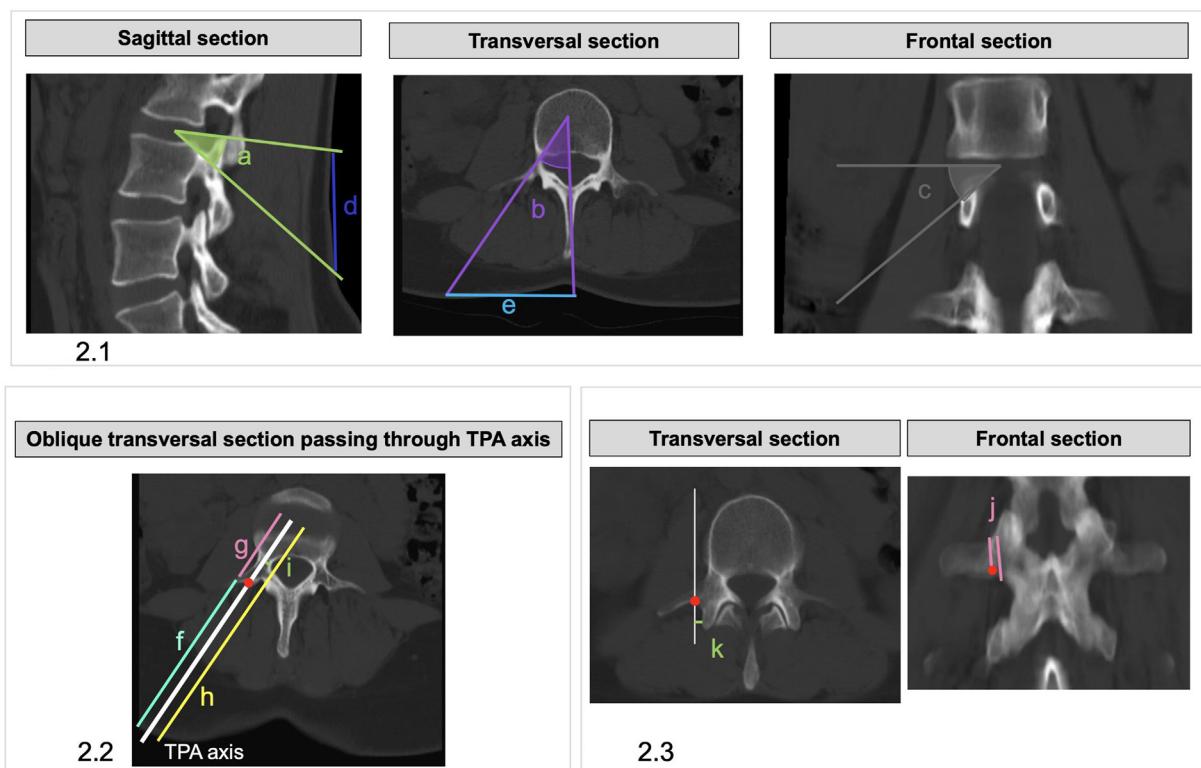 Sagittal section
Transversal section
Frontal section
a
d
b
e
c
2.1
Oblique transversal section passing through TPA axis
g
i
f
h
TPA axis
2.2
Transversal section
Frontal section
j
k
2.3